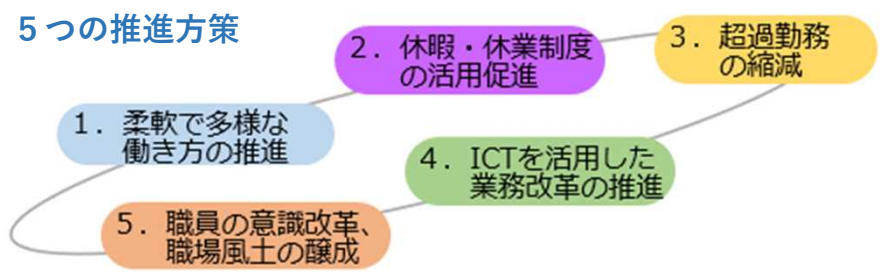 ５つの推進方策
１．柔軟で多様な
働き方の推進
２．休暇・休業制度
の活用促進
３．超過勤務
の縮減
４．ICTを活用した
業務改革の推進
５．職員の意識改革、
職場風土の醸成